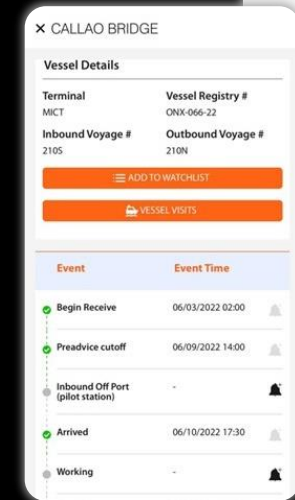 × CALLAO BRIDGE
Vessel Details
Terminal Vessel Registry #
MICT ONX-066-22
Inbound Voyage # Outbound Voyage #
210S 210N
ADD TO WATCHLIST
VESSEL VISITS
Event Event Time
Begin Receive 06/03/2022 02:00
Preadvice cutoff 06/09/2022 14:00
Inbound Off Port -
(pilot station)
Arrived 06/10/2022 17:30
Working -